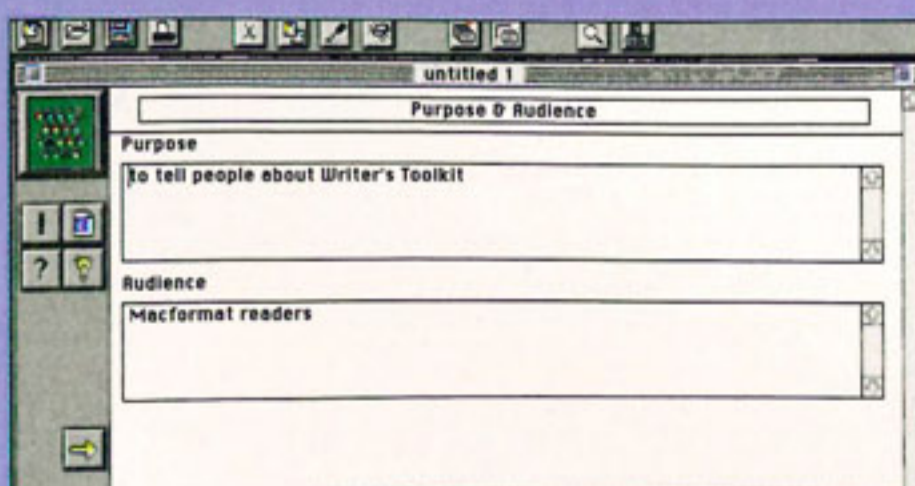 untitled 1
Purpose & Audience
Purpose
to tell people about Writer's Toolkit
Audience
Macformat readers
! 
?